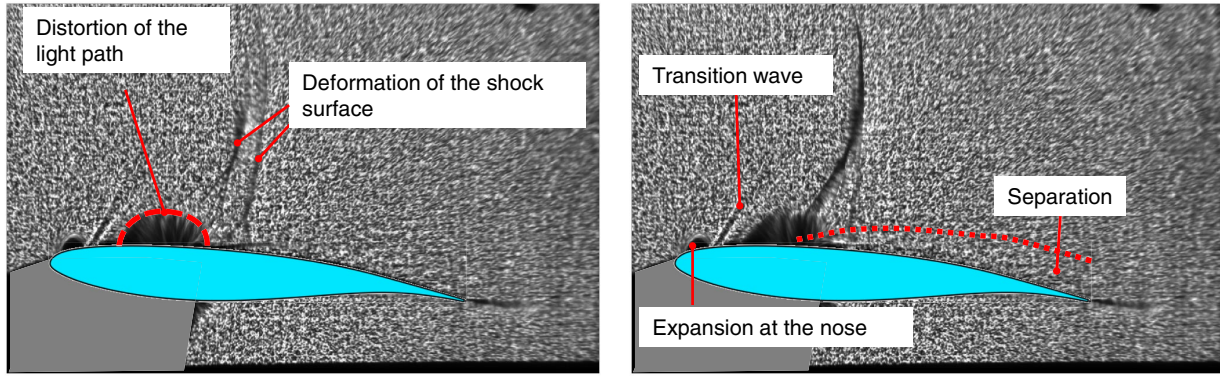 Distortion of the
light path
Deformation of the shock
surface
Transition wave
Separation
Expansion at the nose